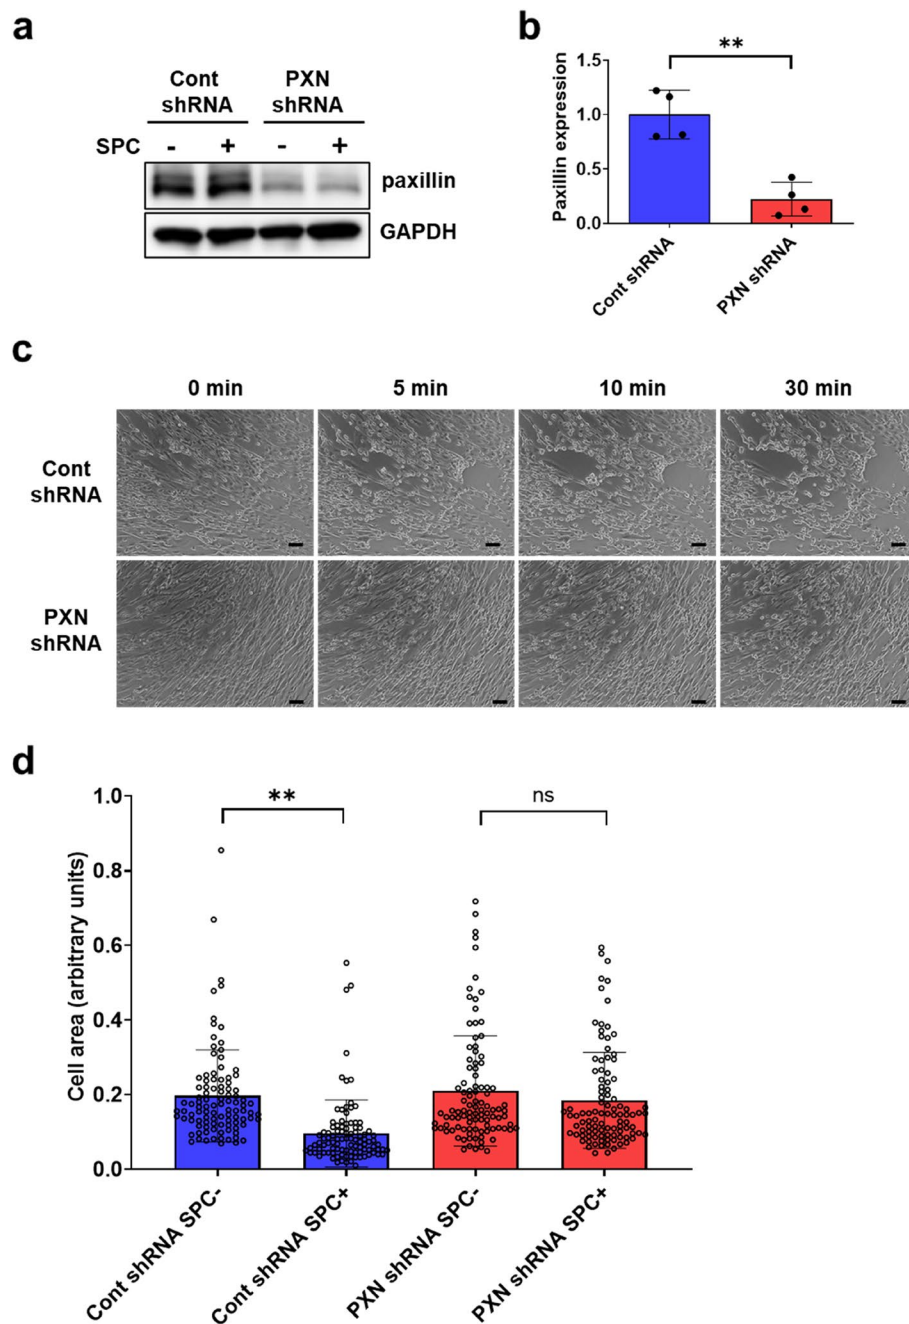 a
Cont
shRNA
PXN
shRNA
SPC - + - +
paxillin
GAPDH
b
**
Paxillin expression
1.5
1.0
0.5
0.0
Cont shRNA
PXN shRNA
c
0 min 5 min 10 min 30 min
Cont
shRNA
PXN
shRNA
d
Cell area (arbitrary units)
1.0
0.8
0.6
0.4
0.2
0.0
**
ns
Cont shRNA SPC-
Cont shRNA SPC+
PXN shRNA SPC-
PXN shRNA SPC+